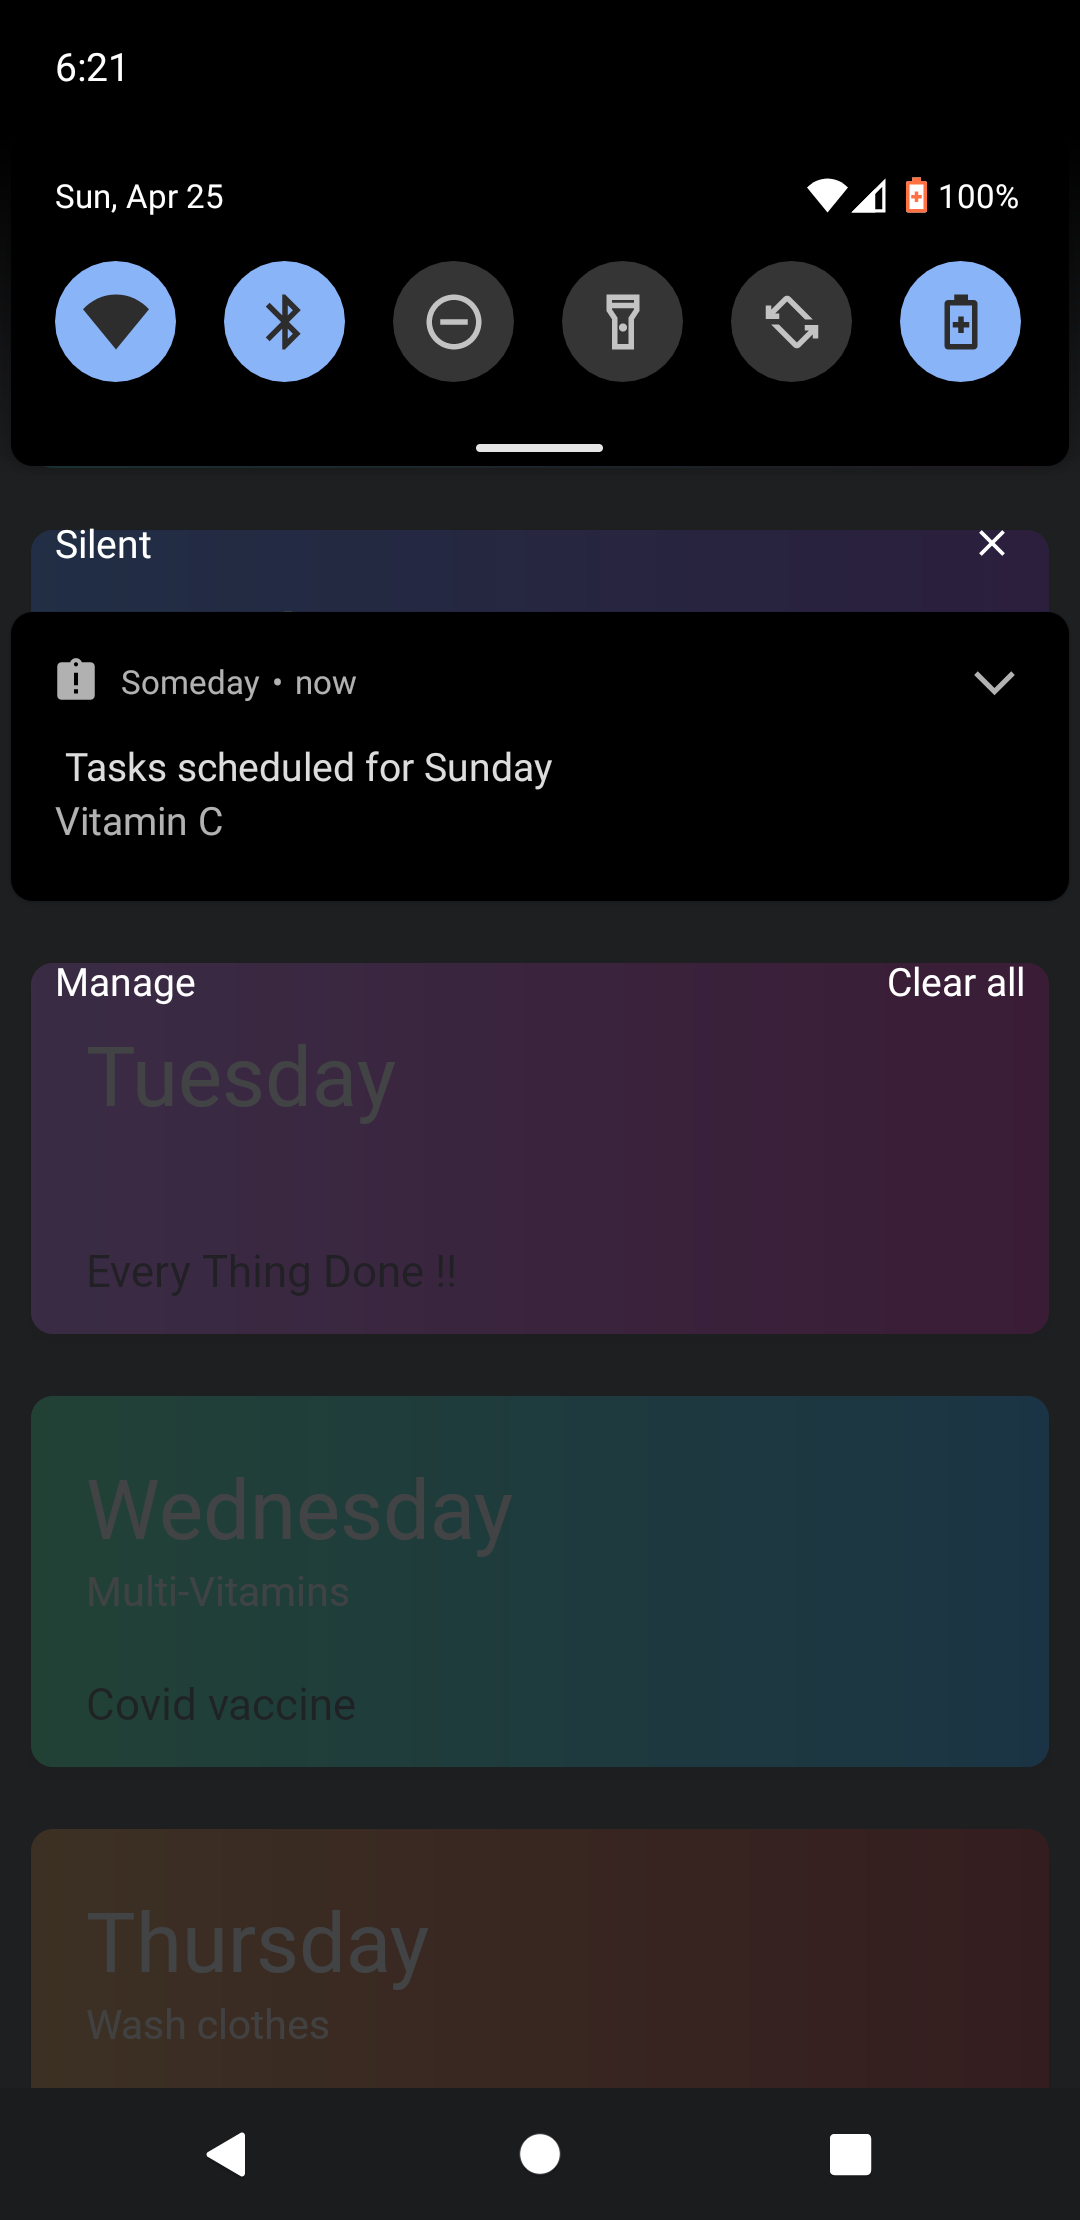 6:21
Sun, Apr 25 100%
Silent
Someday • now
Tasks scheduled for Sunday
Vitamin C
Manage Clear all
Tuesday
Every Thing Done !!
Wednesday
Multi-Vitamins
Covid vaccine
Thursday
Wash clothes